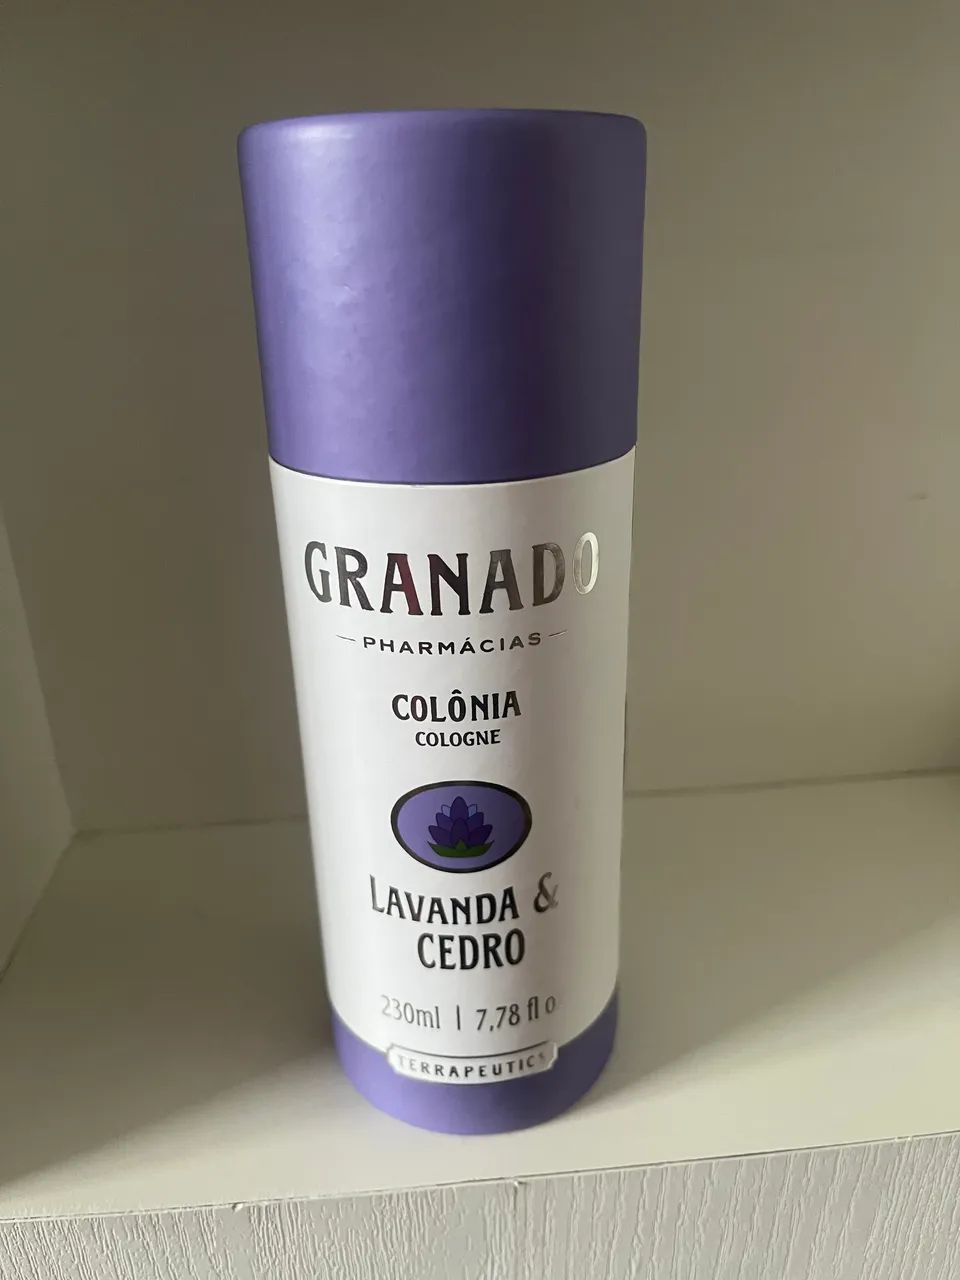 GRANADO
PHARMÁCIAS
COLÔNIA
COLOGNE
LAVANDA &
CEDRO
230ml | 7,78 fl o
TERRAPEUTICS